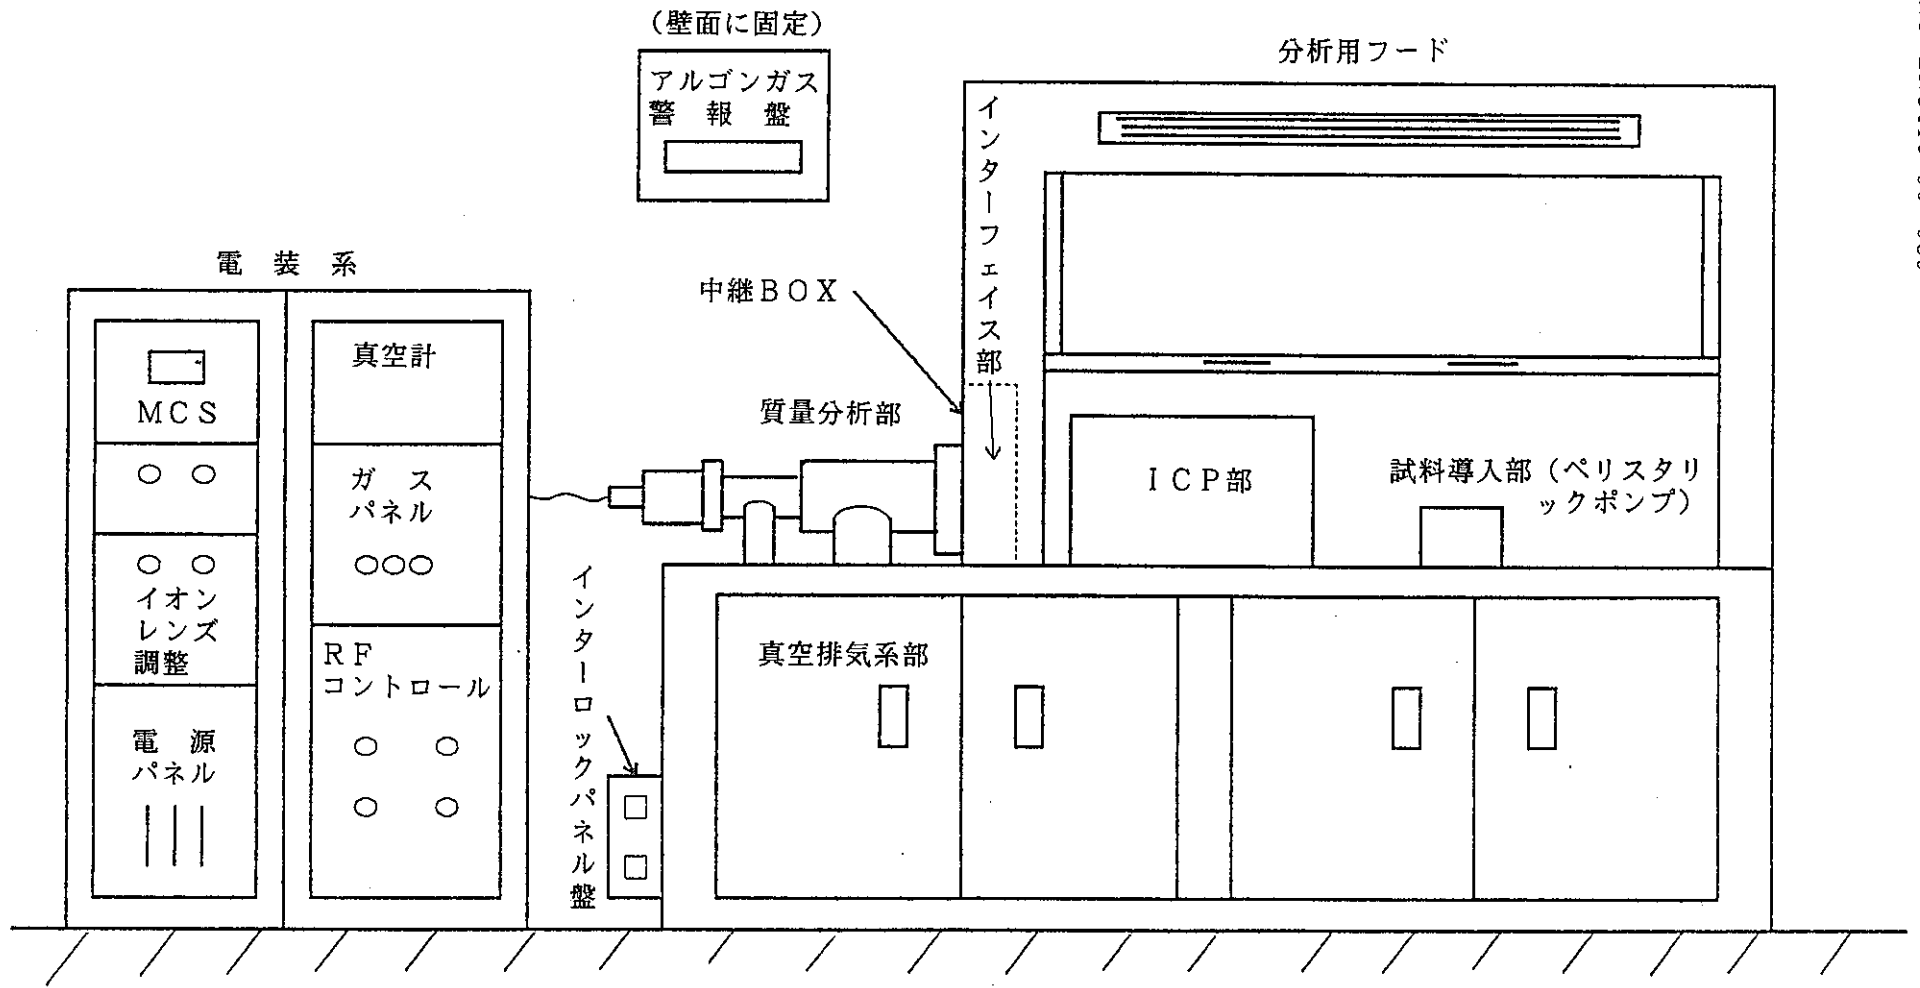 (壁面に固定)
アルゴンガス
警 報 盤
分析用フード
インターフェイス部
電 装 系
中継BOX
MCS
真空計
質量分析部
ガ ス
パネル
ICP部
試料導入部(ペリスタリ
ックポンプ)
イオン
レンズ
調整
RF
コントロール
電 源
パネル
インターロックパネル盤
真空排気系部